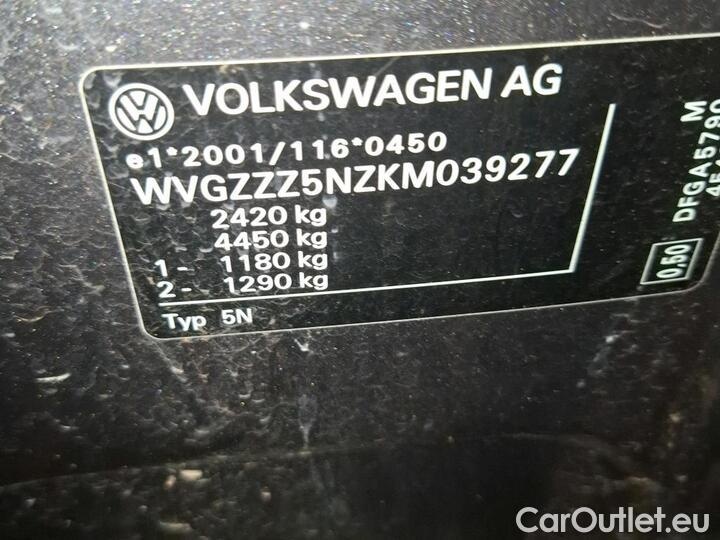 VOLKSWAGEN AG
e1*2001/116*0450
WVGZZZ5NZKM039277
2420 kg
4450 kg
1 - 1180 kg
2 - 1290 kg
Typ 5N
M
DFGA5790
0,50
CarOutlet.eu